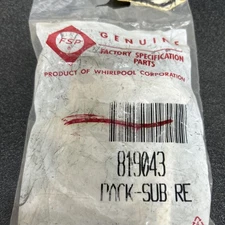 FSP
GENUINE
FACTORY SPECIFICATION
PARTS
PRODUCT OF WHIRLPOOL CORPORATION
819043
PACK-SUB RE